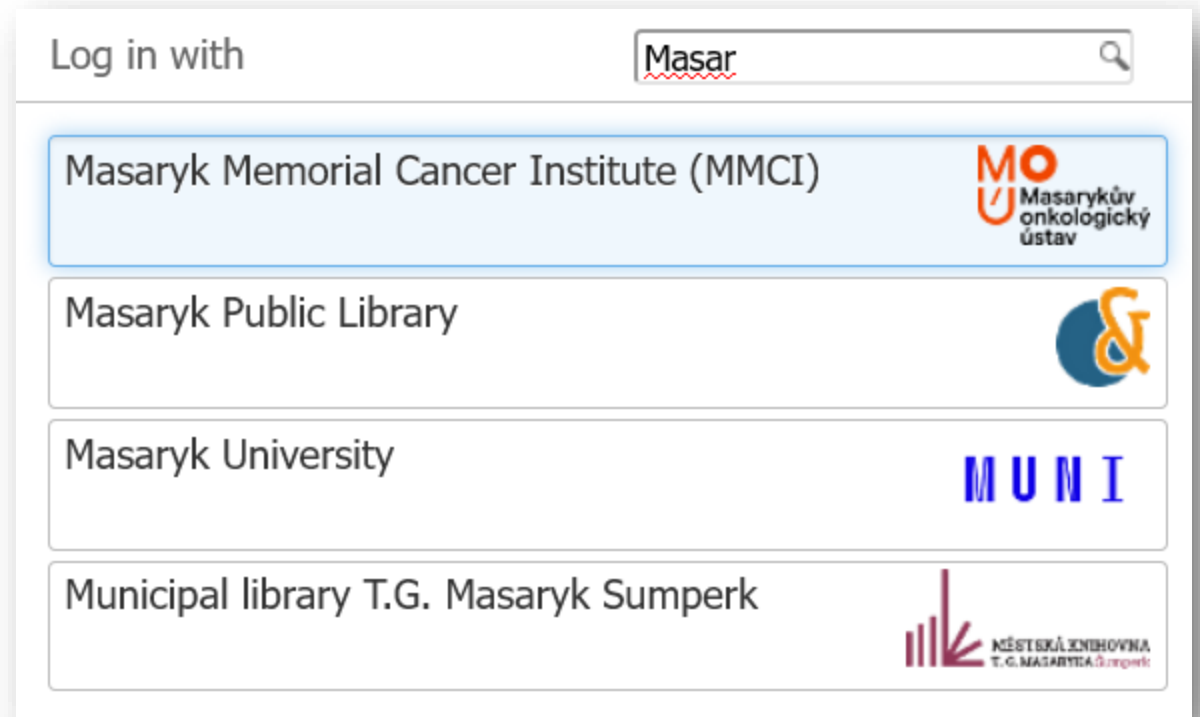 Log in with
Masar
Masaryk Memorial Cancer Institute (MMCI)
MOU
Masarykův
onkologický
ústav
Masaryk Public Library
&
Masaryk University
MUNI
Municipal library T.G. Masaryk Sumperk
MĚSTSKÁ KNIHOVNA
T. G. MASARYKA Šumperk